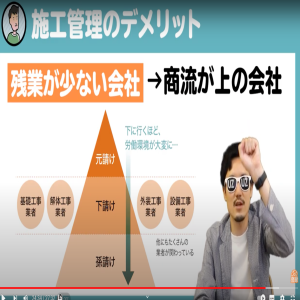 施工管理のデメリット
残業が少ない会社→商流が上の会社
下に行くほど、
労働環境が大変に…
元請け
基礎工事
業者
解体工事
業者
下請け
外装工事
業者
設備工事
業者
他にもたくさんの
業者が関わっている
孫請け